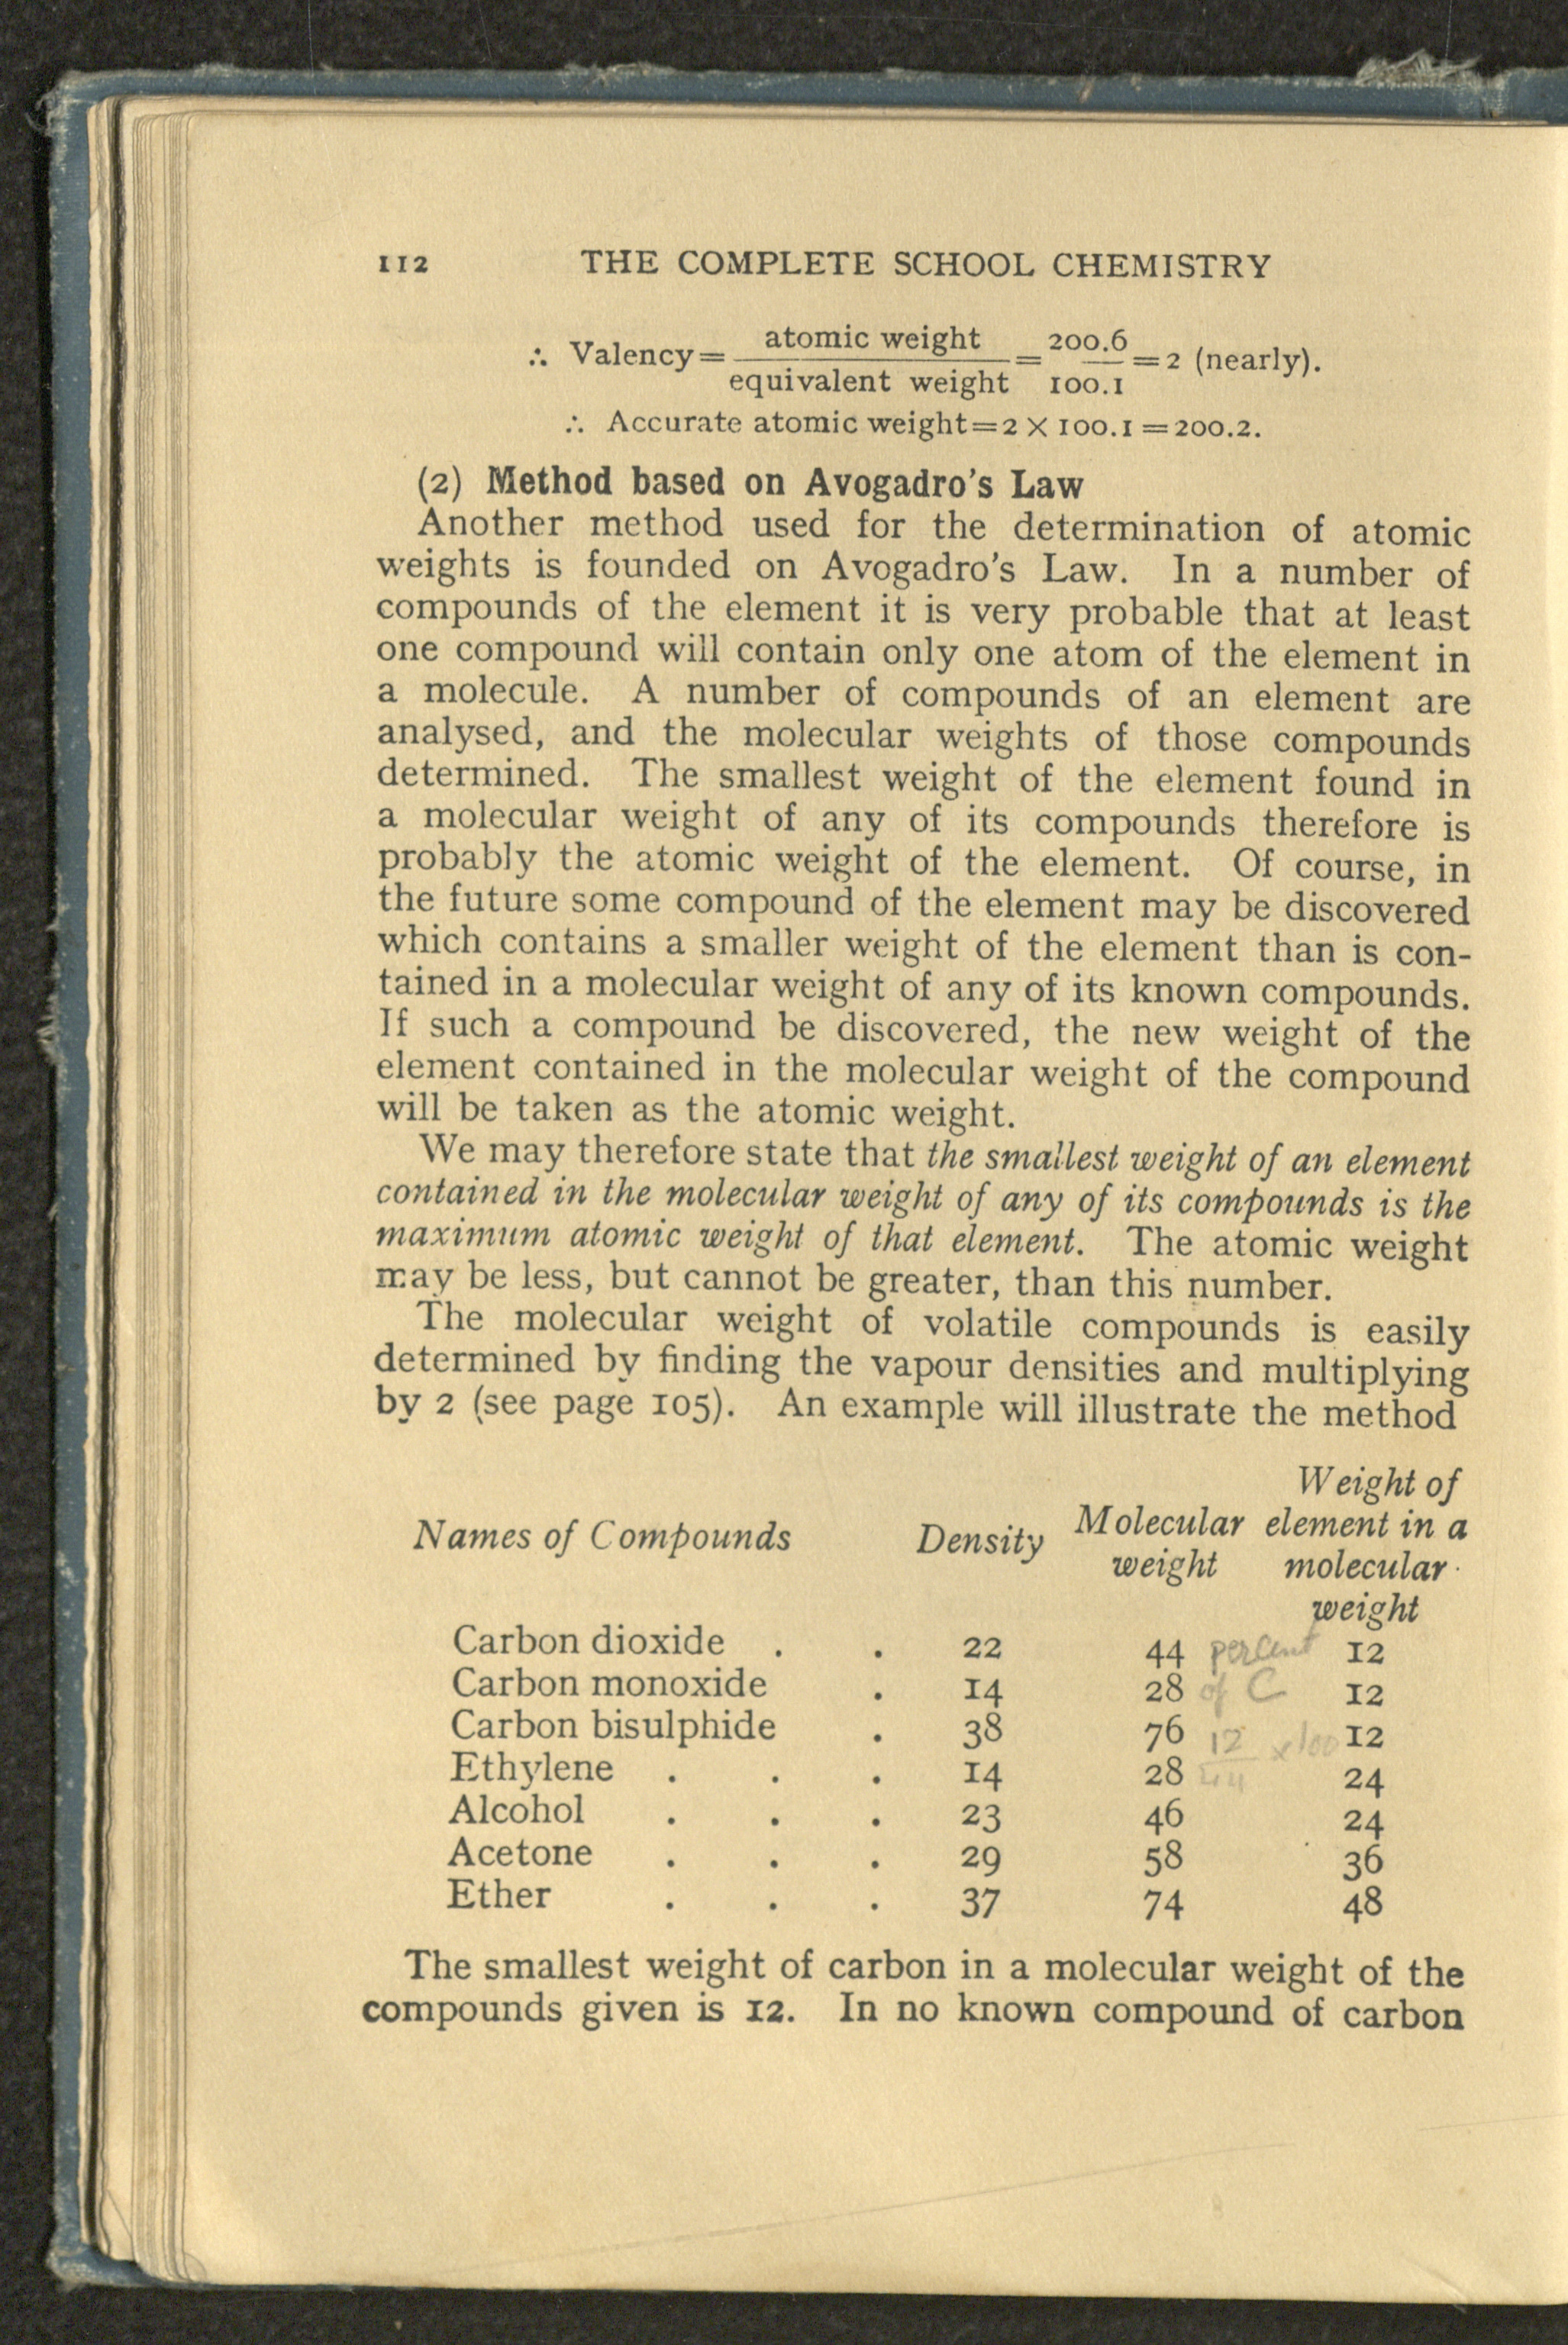 112 THE COMPLETE SCHOOL CHEMISTRY
∴ Valency = atomic weight / equivalent weight = 200.6 / 100.1 = 2 (nearly).
∴ Accurate atomic weight = 2 × 100.1 = 200.2.
(2) Method based on Avogadro's Law
Another method used for the determination of atomic
weights is founded on Avogadro's Law. In a number of
compounds of the element it is very probable that at least
one compound will contain only one atom of the element in
a molecule. A number of compounds of an element are
analysed, and the molecular weights of those compounds
determined. The smallest weight of the element found in
a molecular weight of any of its compounds therefore is
probably the atomic weight of the element. Of course, in
the future some compound of the element may be discovered
which contains a smaller weight of the element than is con-
tained in a molecular weight of any of its known compounds.
If such a compound be discovered, the new weight of the
element contained in the molecular weight of the compound
will be taken as the atomic weight.
We may therefore state that the smallest weight of an element
contained in the molecular weight of any of its compounds is the
maximum atomic weight of that element. The atomic weight
may be less, but cannot be greater, than this number.
The molecular weight of volatile compounds is easily
determined by finding the vapour densities and multiplying
by 2 (see page 105). An example will illustrate the method
Weight of
Names of Compounds Density Molecular element in a
weight molecular
weight
Carbon dioxide . . 22 44 percent 12
Carbon monoxide . 14 28 of C 12
Carbon bisulphide . 38 76 12 x100 12
Ethylene . . . 14 28 44 24
Alcohol . . . 23 46 24
Acetone . . . 29 58 36
Ether . . . 37 74 48
The smallest weight of carbon in a molecular weight of the
compounds given is 12. In no known compound of carbon